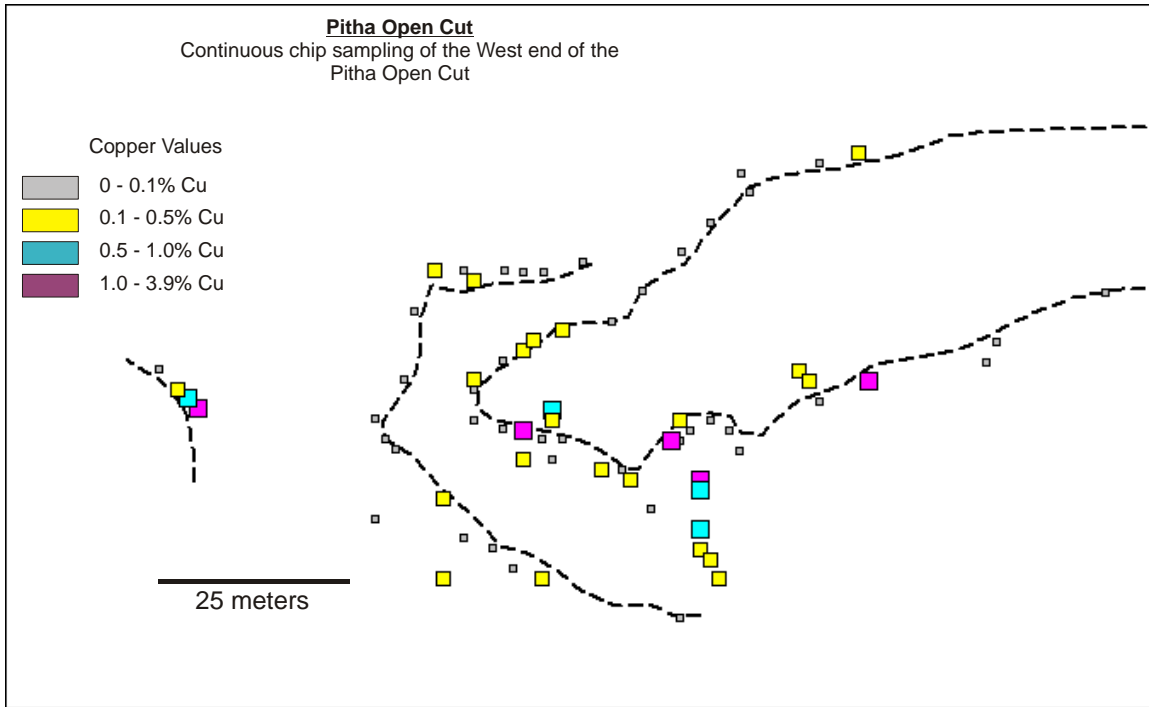 Pitha Open Cut
Continuous chip sampling of the West end of the
Pitha Open Cut
Copper Values
0 - 0.1% Cu
0.1 - 0.5% Cu
0.5 - 1.0% Cu
1.0 - 3.9% Cu
25 meters